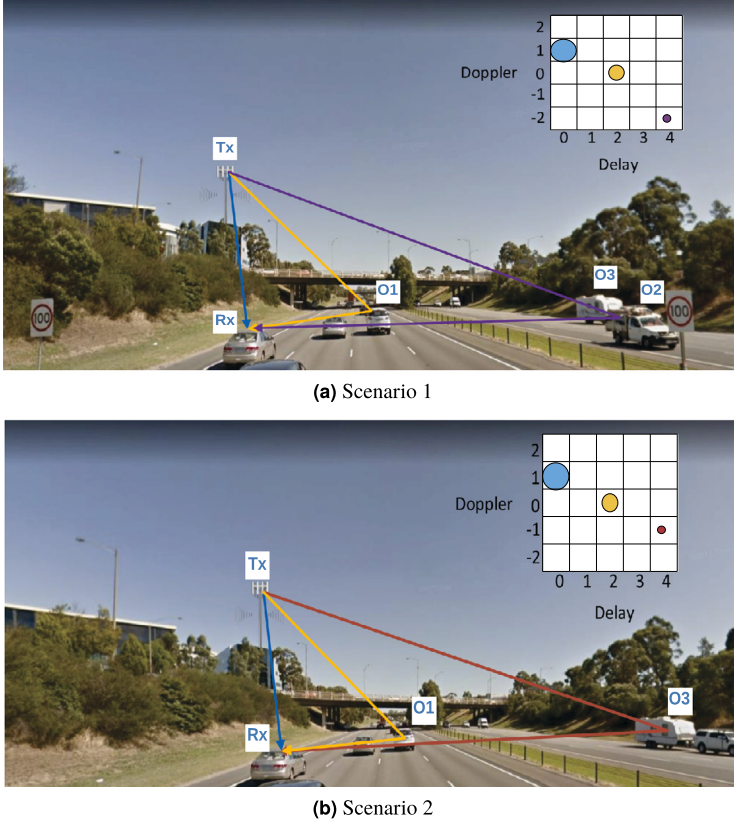 2
1
Doppler 0
-1
-2
0 1 2 3 4
Delay
Tx
O3
O1
O2
100
100
Rx
(a) Scenario 1
2
1
Doppler 0
-1
-2
0 1 2 3 4
Delay
Tx
O3
O1
Rx
(b) Scenario 2